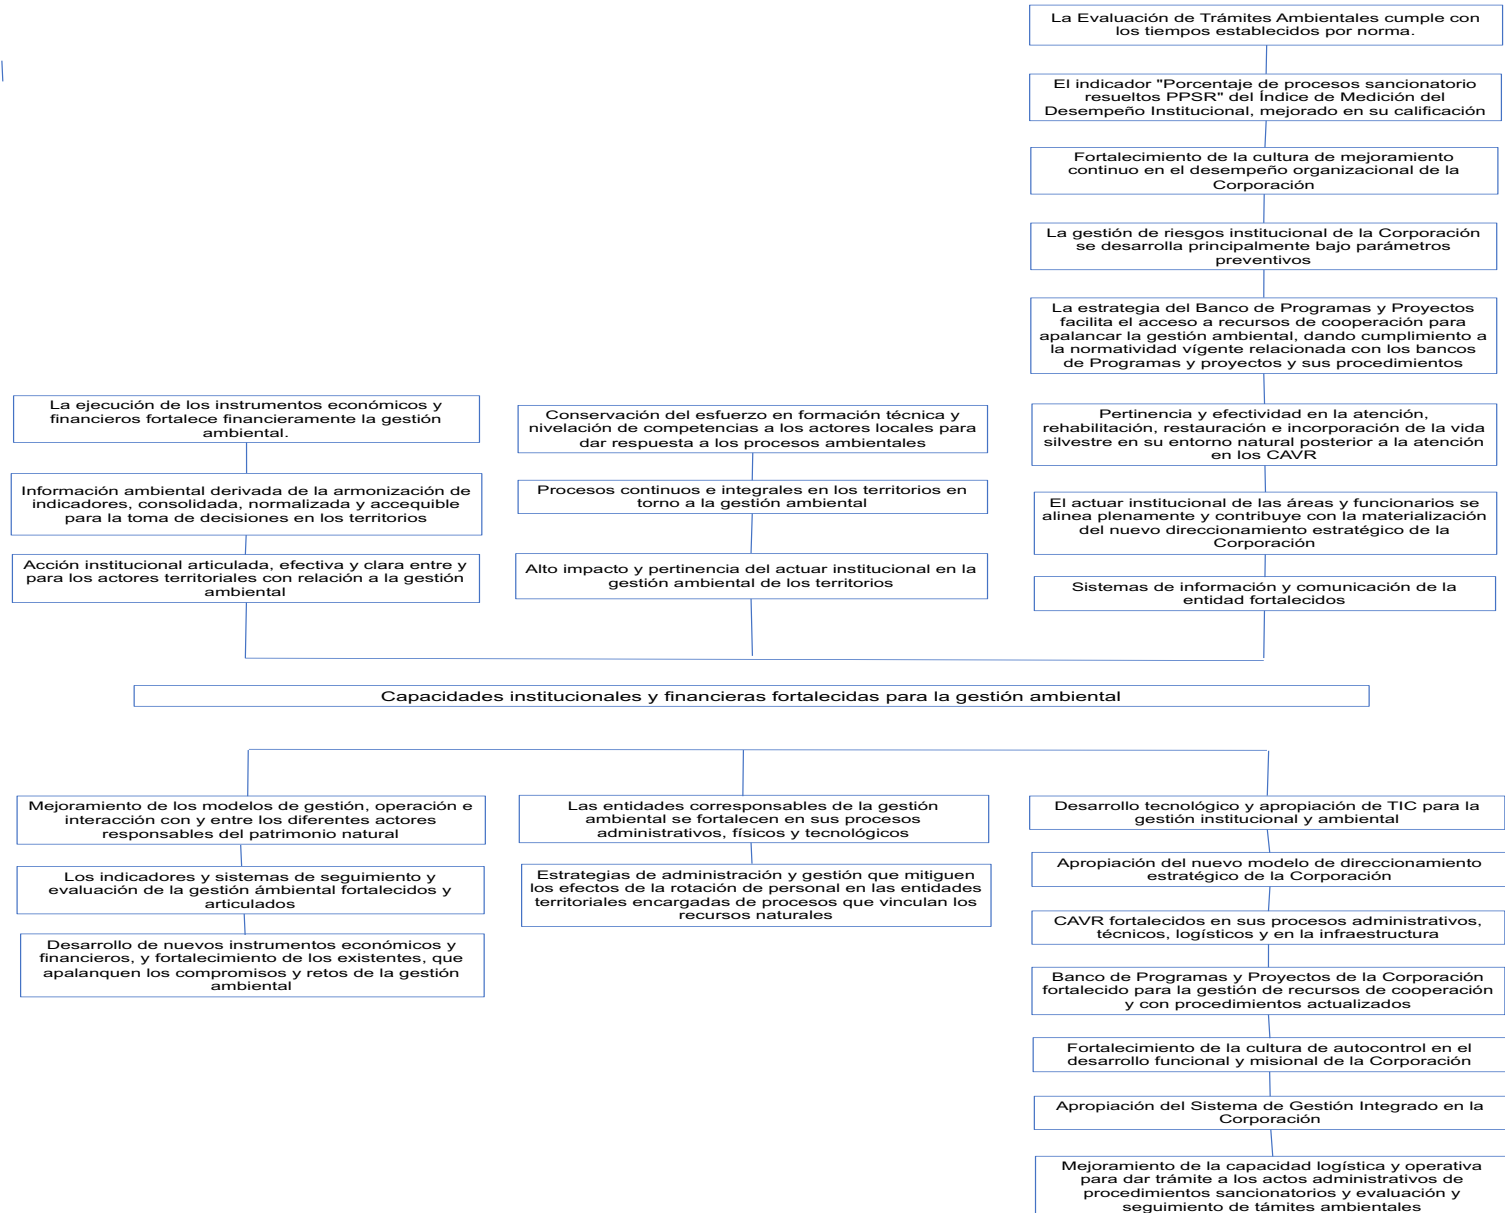 La Evaluación de Trámites Ambientales cumple con
los tiempos establecidos por norma.
El indicador "Porcentaje de procesos sancionatorio
resueltos PPSR" del Índice de Medición del
Desempeño Institucional, mejorado en su calificación
Fortalecimiento de la cultura de mejoramiento
continuo en el desempeño organizacional de la
Corporación
La gestión de riesgos institucional de la Corporación
se desarrolla principalmente bajo parámetros
preventivos
La estrategia del Banco de Programas y Proyectos
facilita el acceso a recursos de cooperación para
apalancar la gestión ambiental, dando cumplimiento a
la normatividad vígente relacionada con los bancos
de Programas y proyectos y sus procedimientos
La ejecución de los instrumentos económicos y
financieros fortalece financieramente la gestión
ambiental.
Conservación del esfuerzo en formación técnica y
nivelación de competencias a los actores locales para
dar respuesta a los procesos ambientales
Pertinencia y efectividad en la atención,
rehabilitación, restauración e incorporación de la vida
silvestre en su entorno natural posterior a la atención
en los CAVR
Información ambiental derivada de la armonización de
indicadores, consolidada, normalizada y accequible
para la toma de decisiones en los territorios
Procesos continuos e integrales en los territorios en
torno a la gestión ambiental
El actuar institucional de las áreas y funcionarios se
alinea plenamente y contribuye con la materialización
del nuevo direccionamiento estratégico de la
Corporación
Acción institucional articulada, efectiva y clara entre y
para los actores territoriales con relación a la gestión
ambiental
Alto impacto y pertinencia del actuar institucional en la
gestión ambiental de los territorios
Sistemas de información y comunicación de la
entidad fortalecidos
Capacidades institucionales y financieras fortalecidas para la gestión ambiental
Mejoramiento de los modelos de gestión, operación e
interacción con y entre los diferentes actores
responsables del patrimonio natural
Las entidades corresponsables de la gestión
ambiental se fortalecen en sus procesos
administrativos, físicos y tecnológicos
Desarrollo tecnológico y apropiación de TIC para la
gestión institucional y ambiental
Los indicadores y sistemas de seguimiento y
evaluación de la gestión ámbiental fortalecidos y
articulados
Estrategias de administración y gestión que mitiguen
los efectos de la rotación de personal en las entidades
territoriales encargadas de procesos que vinculan los
recursos naturales
Apropiación del nuevo modelo de direccionamiento
estratégico de la Corporación
Desarrollo de nuevos instrumentos económicos y
financieros, y fortalecimiento de los existentes, que
apalanquen los compromisos y retos de la gestión
ambiental
CAVR fortalecidos en sus procesos administrativos,
técnicos, logísticos y en la infraestructura
Banco de Programas y Proyectos de la Corporación
fortalecido para la gestión de recursos de cooperación
y con procedimientos actualizados
Fortalecimiento de la cultura de autocontrol en el
desarrollo funcional y misional de la Corporación
Apropiación del Sistema de Gestión Integrado en la
Corporación
Mejoramiento de la capacidad logística y operativa
para dar trámite a los actos administrativos de
procedimientos sancionatorios y evaluación y
seguimiento de támites ambientales